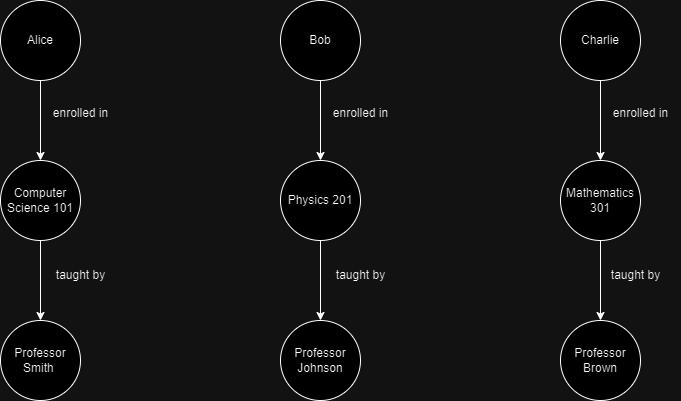 Alice
Bob
Charlie
enrolled in
enrolled in
enrolled in
Computer
Science 101
Physics 201
Mathematics
301
taught by
taught by
taught by
Professor
Smith
Professor
Johnson
Professor
Brown